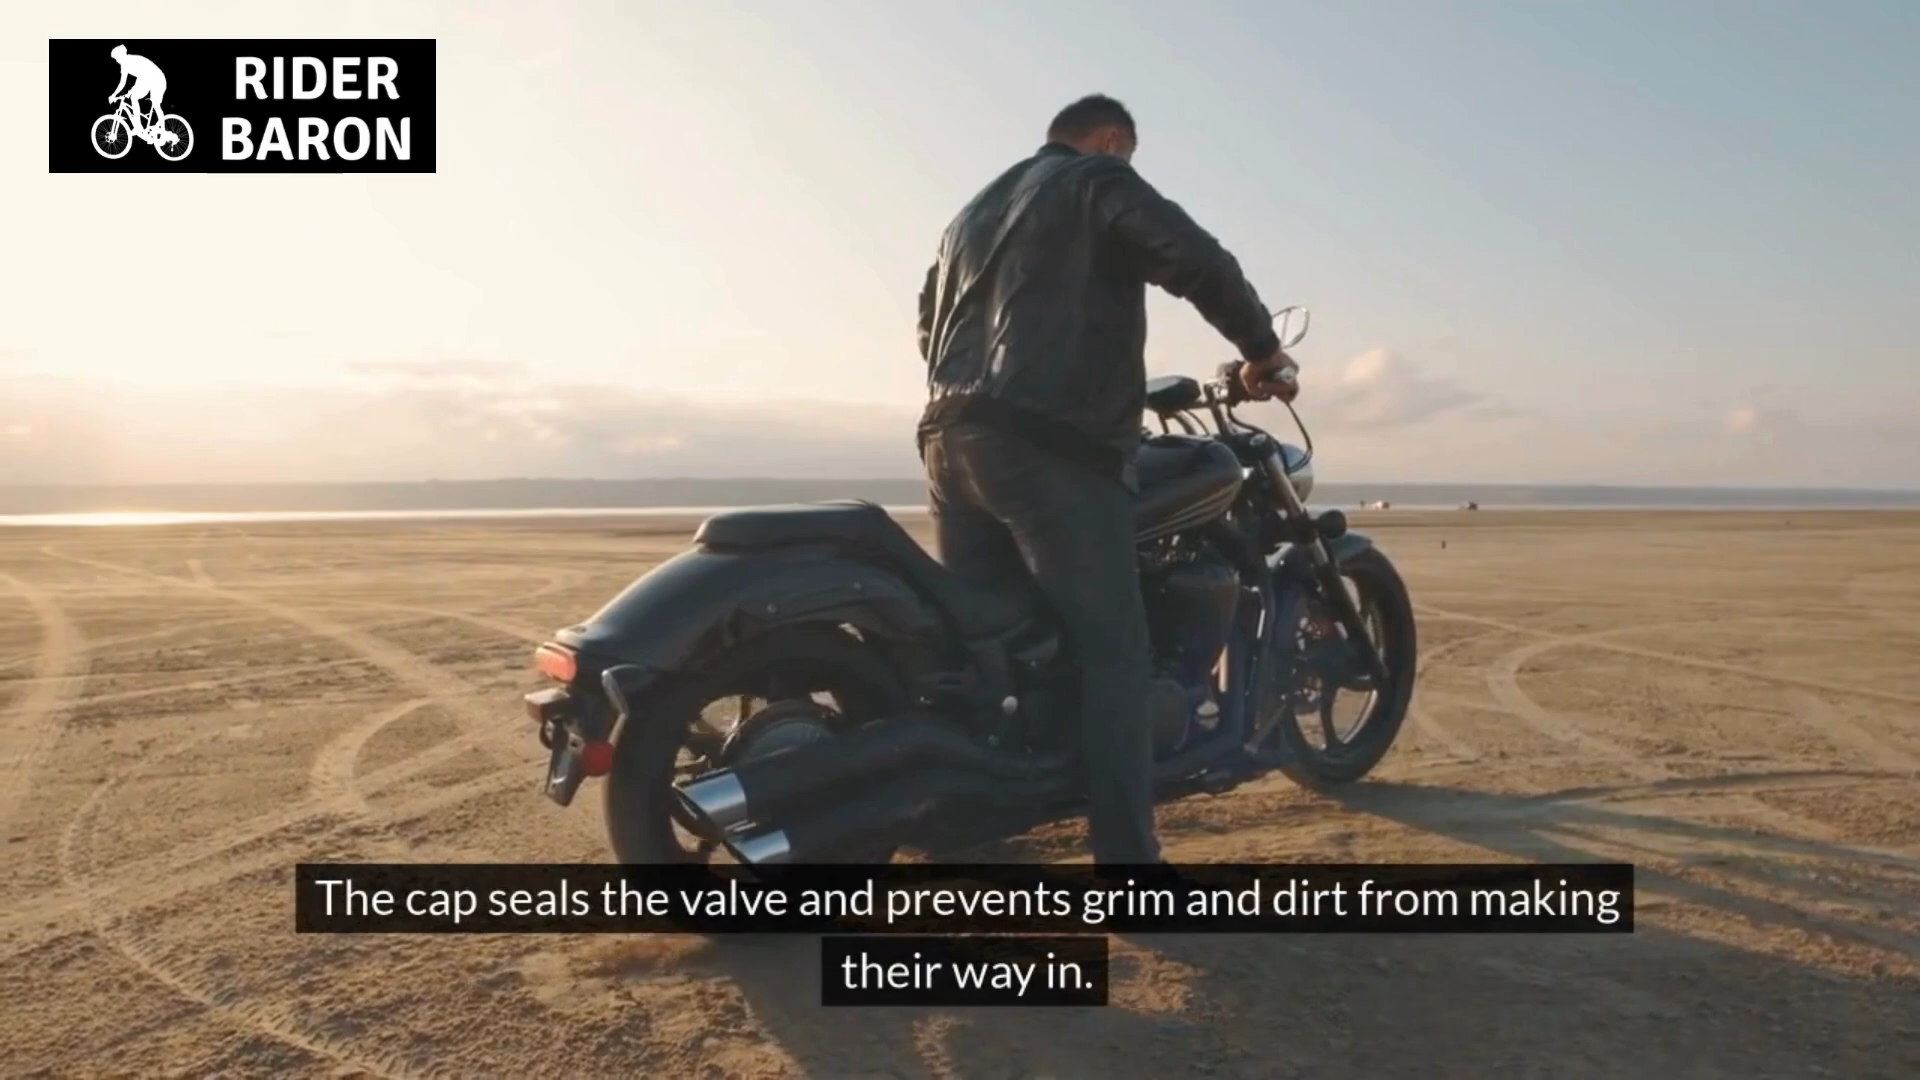 RIDER
BARON
The cap seals the valve and prevents grim and dirt from making
their way in.